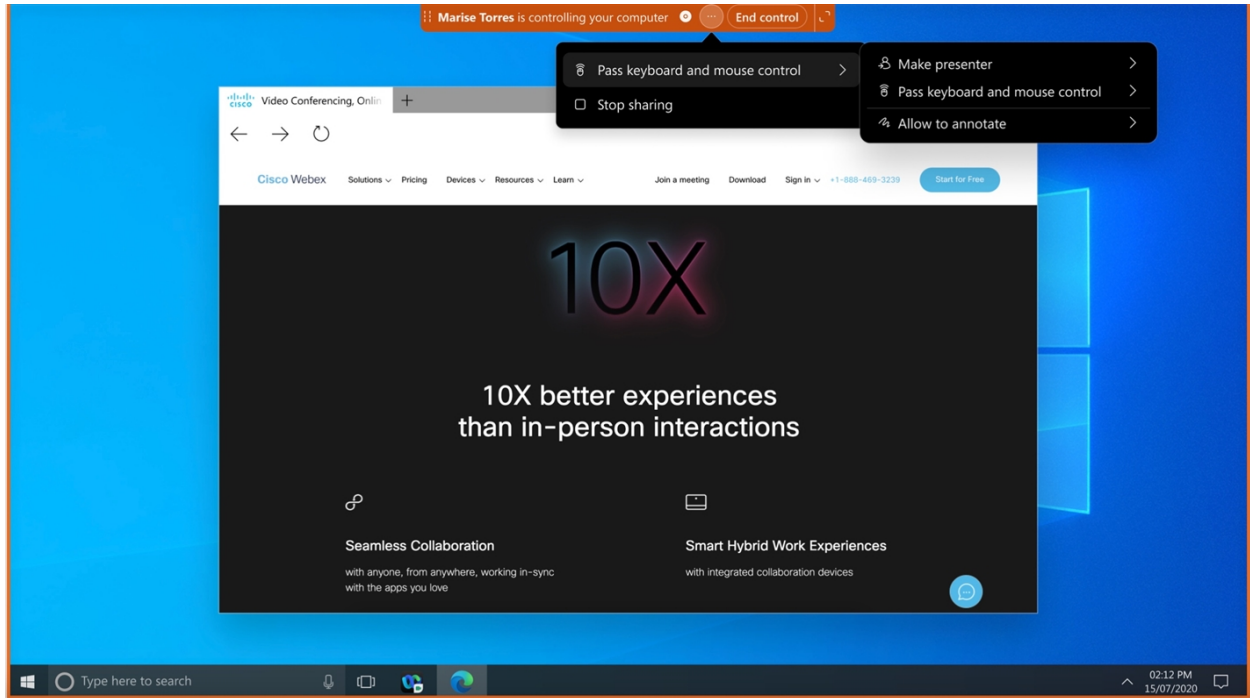 Marise Torres is controlling your computer
End control
Pass keyboard and mouse control
Stop sharing
Make presenter
Pass keyboard and mouse control
Allow to annotate
CISCO
Video Conferencing, Onlin
Cisco Webex
Solutions
Pricing
Devices
Resources
Learn
Join a meeting
Download
Sign in
+1-888-469-3239
Start for Free
10X
10X better experiences
than in-person interactions
Seamless Collaboration
with anyone, from anywhere, working in-sync
with the apps you love
Smart Hybrid Work Experiences
with integrated collaboration devices
Type here to search
02:12 PM
15/07/2020